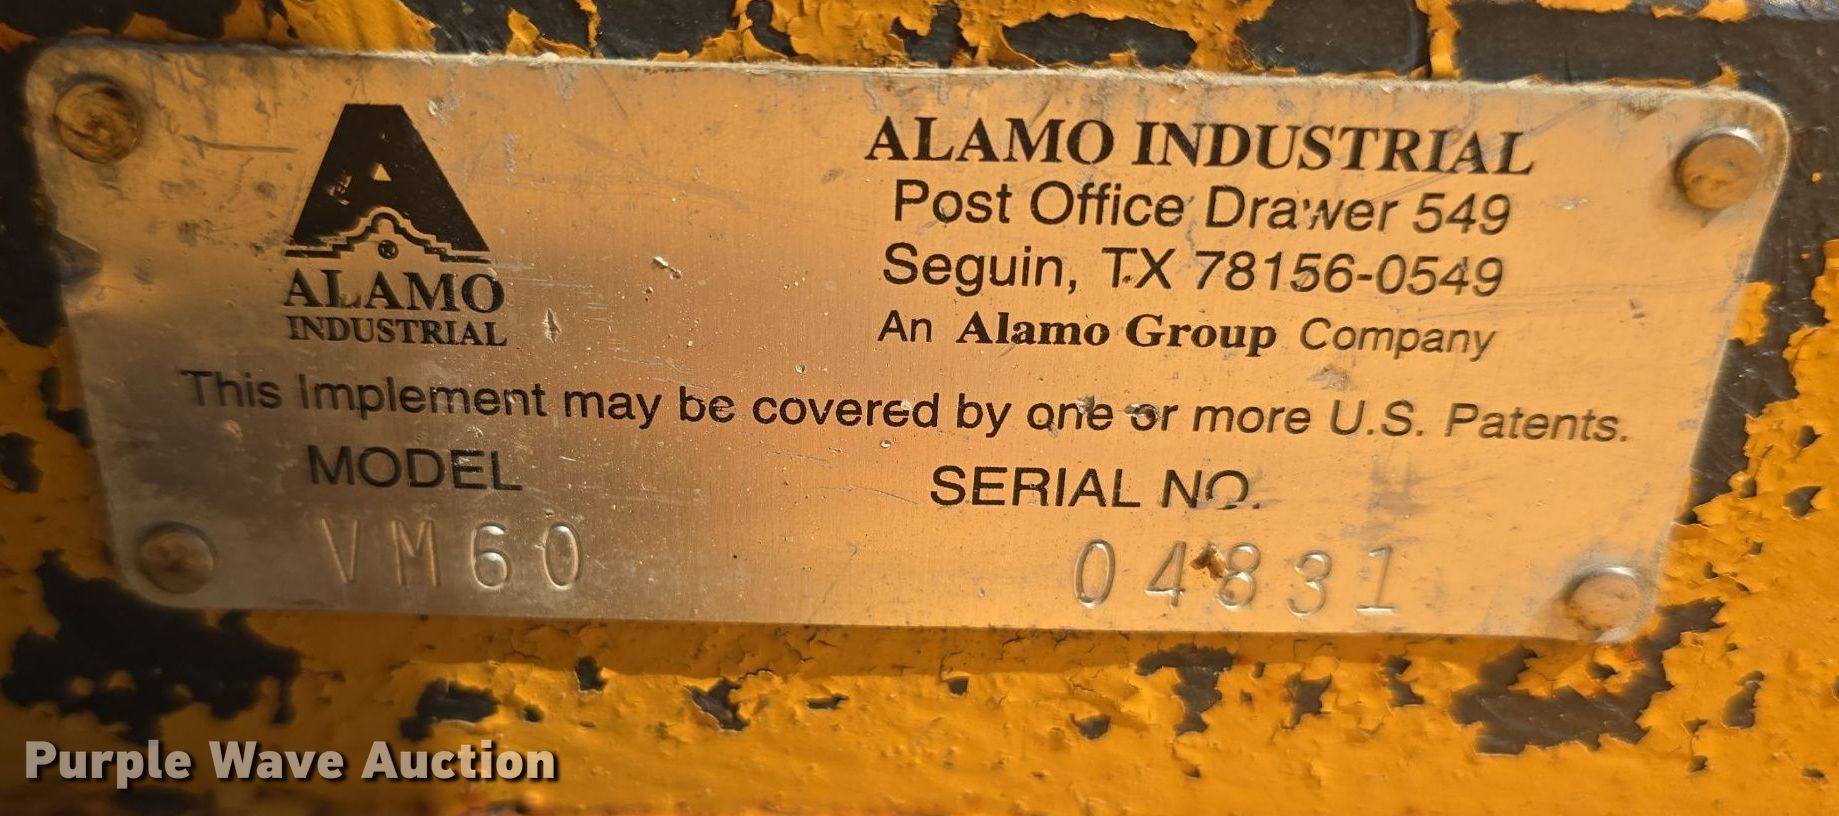 A
®
ALAMO
INDUSTRIAL
ALAMO INDUSTRIAL
Post Office Drawer 549
Seguin, TX 78156-0549
An Alamo Group Company
This Implement may be covered by one or more U.S. Patents.
MODEL
SERIAL NO.
VM60
04831
Purple Wave Auction